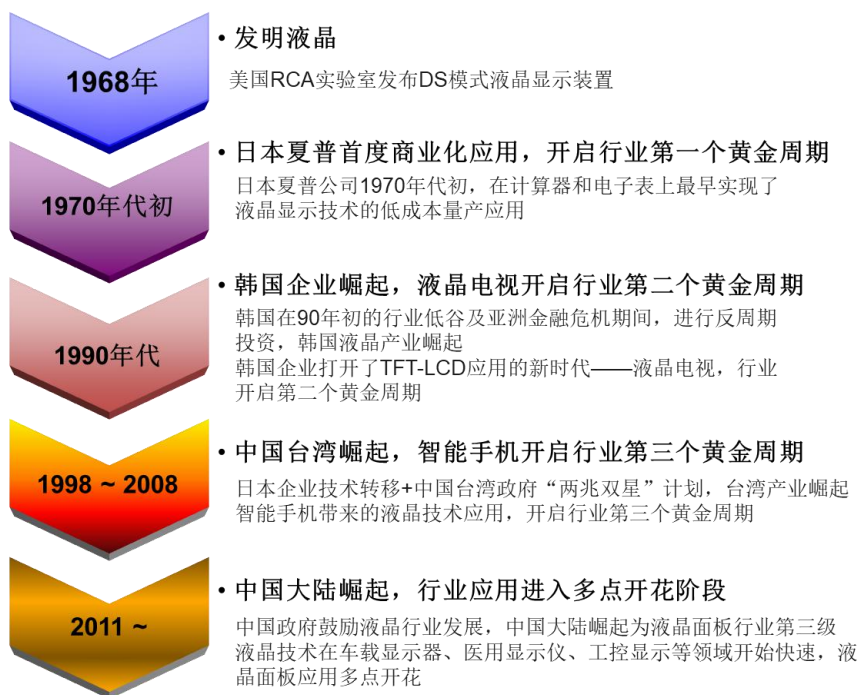 1968年
• 发明液晶
美国RCA实验室发布DS模式液晶显示装置
1970年代初
• 日本夏普首度商业化应用，开启行业第一个黄金周期
日本夏普公司1970年代初，在计算器和电子表上最早实现了
液晶显示技术的低成本量产应用
1990年代
• 韩国企业崛起，液晶电视开启行业第二个黄金周期
韩国在90年初的行业低谷及亚洲金融危机期间，进行反周期
投资，韩国液晶产业崛起
韩国企业打开了TFT-LCD应用的新时代——液晶电视，行业
开启第二个黄金周期
1998 ~ 2008
• 中国台湾崛起，智能手机开启行业第三个黄金周期
日本企业技术转移+中国台湾政府“两兆双星”计划，台湾产业崛起
智能手机带来的液晶技术应用，开启行业第三个黄金周期
2011 ~
• 中国大陆崛起，行业应用进入多点开花阶段
中国政府鼓励液晶行业发展，中国大陆崛起为液晶面板行业第三级
液晶技术在车载显示器、医用显示仪、工控显示等领域开始快速，液
晶面板应用多点开花